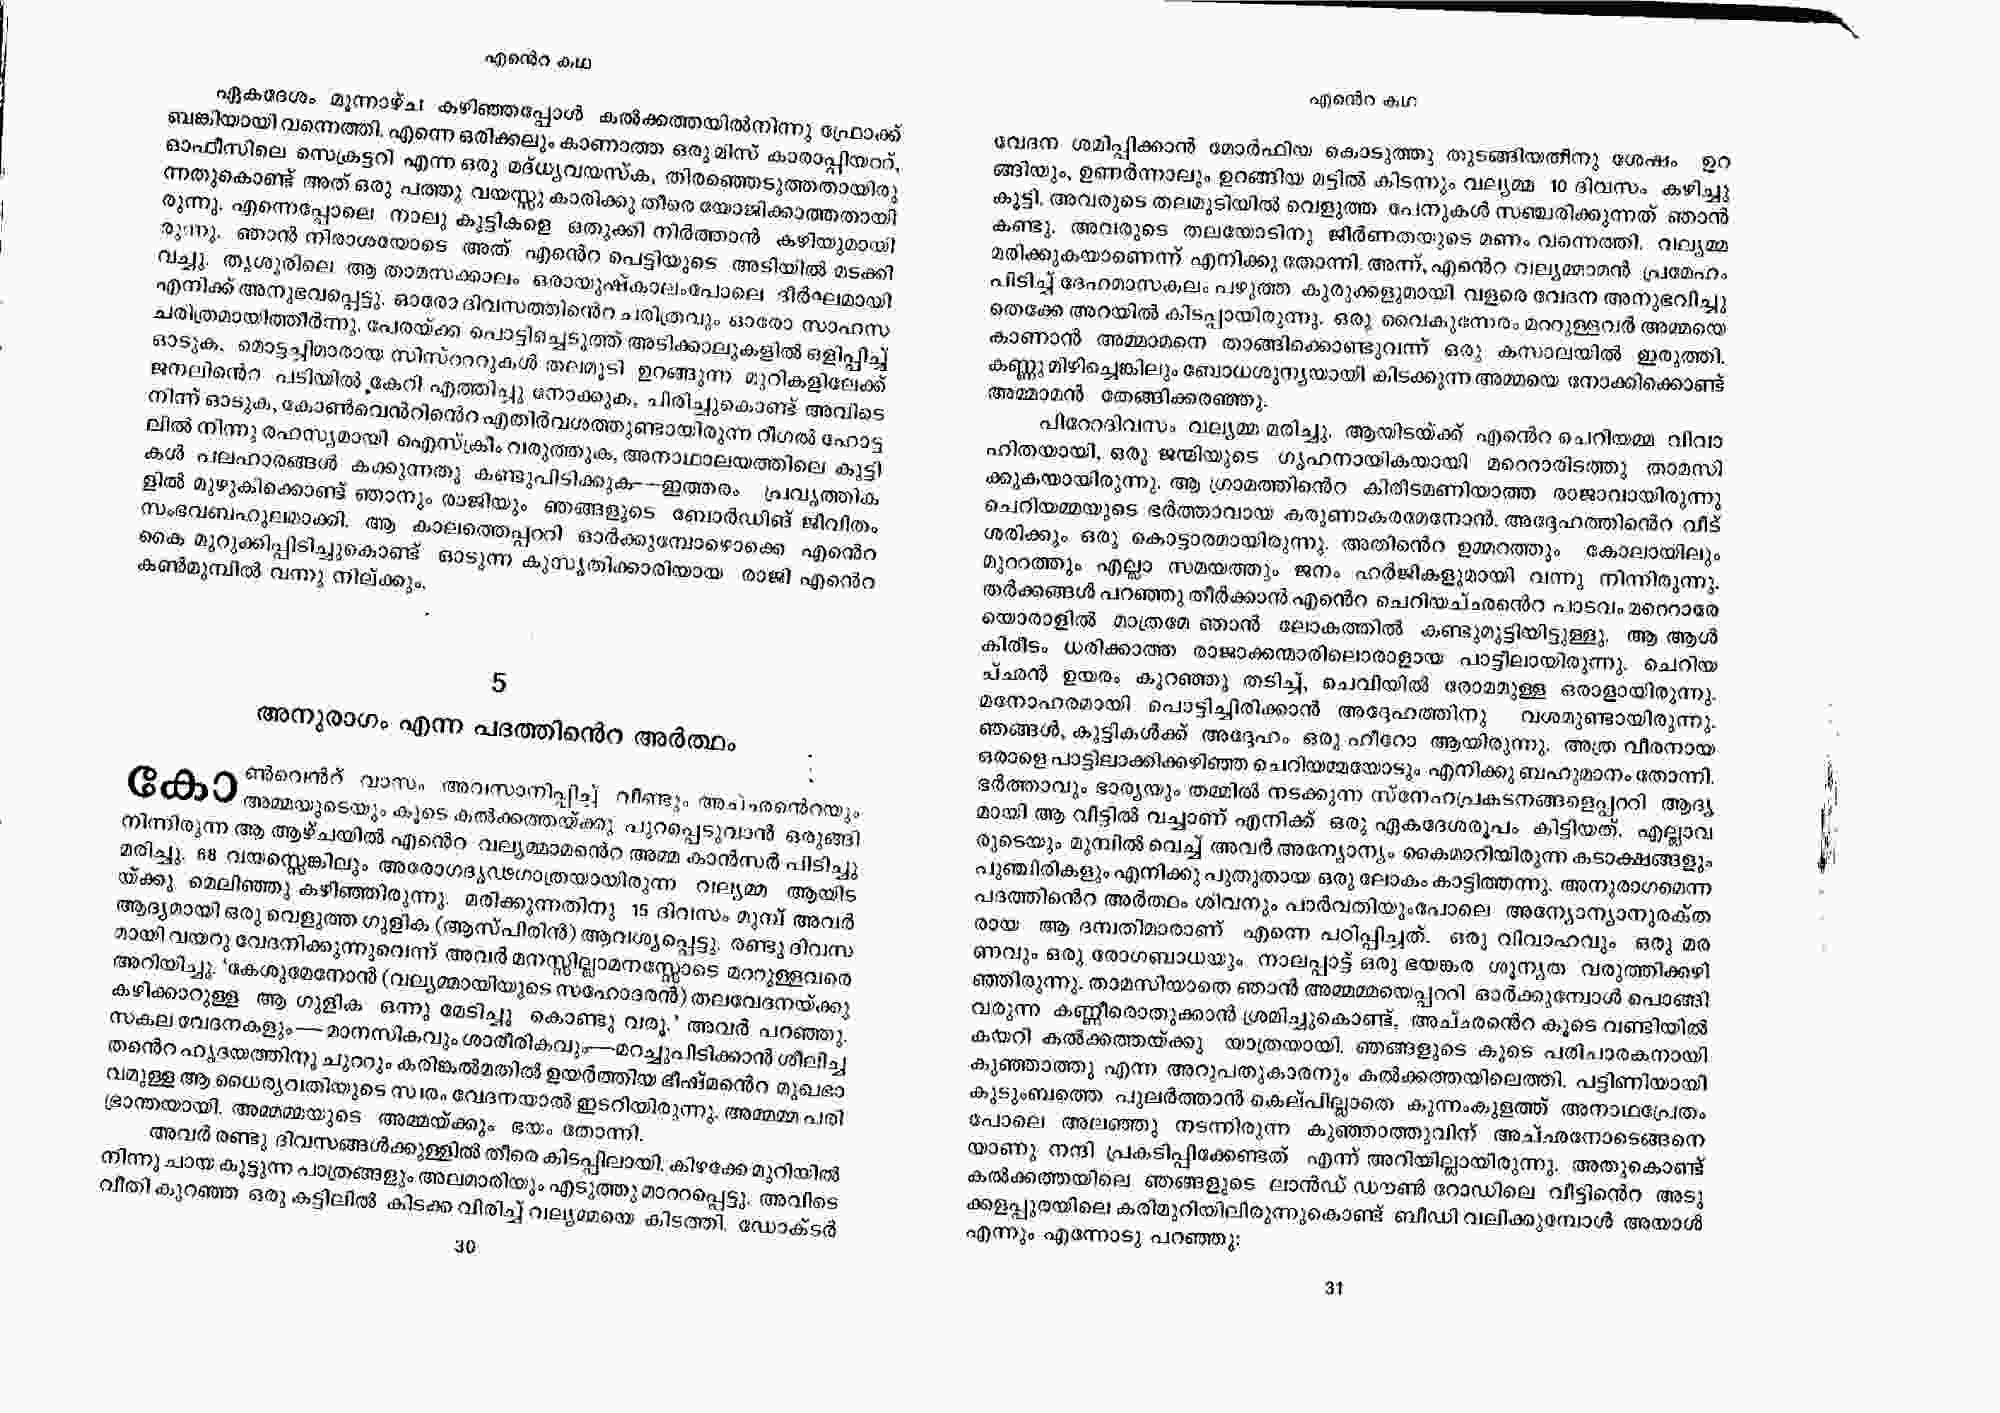 എൻെറ കഥ
ഏകദേശം മൂന്നാഴ്ച കഴിഞ്ഞപ്പോൾ കൽക്കത്തയിൽനിന്നു ഫ്രോക്ക്
ബങ്കിയായി വന്നെത്തി. എന്നെ ഒരിക്കലും കാണാത്ത ഒരു മിസ് കാരാപ്പിയററ്,
ഓഫീസിലെ സെക്രട്ടറി എന്ന ഒരു മദ്ധ്യവയസ്ക, തിരഞ്ഞെടുത്തതായിരു
ന്നതുകൊണ്ട് അത് ഒരു പത്തു വയസ്സുകാരിക്കു തീരെ യോജിക്കാത്തതായി
രുന്നു. എന്നെപ്പോലെ നാലു കുട്ടികളെ ഒതുക്കി നിർത്താൻ കഴിയുമായി
രുന്നു. ഞാൻ നിരാശയോടെ അത് എൻെറ പെട്ടിയുടെ അടിയിൽ മടക്കി
വച്ചു. തൃശൂരിലെ ആ താമസക്കാലം ഒരായുഷ്കാലംപോലെ ദീർഘമായി
എനിക്ക് അനുഭവപ്പെട്ടു. ഓരോ ദിവസത്തിൻെറ ചരിത്രവും ഓരോ സാഹസ
ചരിത്രമായിത്തീർന്നു. പേരയ്ക്ക പൊട്ടിച്ചെടുത്ത് അടിക്കാലുകളിൽ ഒളിപ്പിച്ച്
ഓടുക, മൊട്ടച്ചിമാരായ സിസ്റററുകൾ തലമൂടി ഉറങ്ങുന്ന മുറികളിലേക്ക്
ജനലിൻെറ പടിയിൽ കേറി എത്തിച്ചു നോക്കുക, ചിരിച്ചുകൊണ്ട് അവിടെ
നിന്ന് ഓടുക, കോൺവെൻറിൻെറ എതിർവശത്തുണ്ടായിരുന്ന റീഗൽ ഹോട്ട
ലിൽ നിന്നു രഹസ്യമായി ഐസ്ക്രീം വരുത്തുക, അനാഥാലയത്തിലെ കുട്ടി
കൾ പലഹാരങ്ങൾ കക്കുന്നതു കണ്ടുപിടിക്കുക—ഇത്തരം പ്രവൃത്തിക
ളിൽ മുഴുകിക്കൊണ്ട് ഞാനും രാജിയും ഞങ്ങളുടെ ബോർഡിങ് ജീവിതം
സംഭവബഹുലമാക്കി. ആ കാലത്തെപ്പററി ഓർക്കുമ്പോഴൊക്കെ എൻെറ
കൈ മുറുക്കിപ്പിടിച്ചുകൊണ്ട് ഓടുന്ന കുസൃതിക്കാരിയായ രാജി എൻെറ
കൺമുമ്പിൽ വന്നു നില്ക്കും.
5
അനുരാഗം എന്ന പദത്തിൻെറ അർത്ഥം
കോൺവെൻറ് വാസം അവസാനിപ്പിച്ച് വീണ്ടും അച്ഛൻെറയും
അമ്മയുടെയും കൂടെ കൽക്കത്തയ്ക്കു പുറപ്പെടുവാൻ ഒരുങ്ങി
നിന്നിരുന്ന ആ ആഴ്ചയിൽ എൻെറ വല്യമ്മാമൻെറ അമ്മ കാൻസർ പിടിച്ചു
മരിച്ചു. 68 വയസ്സെങ്കിലും അരോഗദൃഢഗാത്രയായിരുന്ന വല്യമ്മ ആയിട
യ്ക്കു മെലിഞ്ഞു കഴിഞ്ഞിരുന്നു. മരിക്കുന്നതിനു 15 ദിവസം മുമ്പ് അവർ
ആദ്യമായി ഒരു വെളുത്ത ഗുളിക (ആസ്പിരിൻ) ആവശ്യപ്പെട്ടു. രണ്ടു ദിവസ
മായി വയറു വേദനിക്കുന്നുവെന്ന് അവർ മനസ്സില്ലാമനസ്സോടെ മററുള്ളവരെ
അറിയിച്ചു. 'കേശുമേനോൻ (വല്യമ്മായിയുടെ സഹോദരൻ) തലവേദനയ്ക്കു
കഴിക്കാറുള്ള ആ ഗുളിക ഒന്നു മേടിച്ചു കൊണ്ടു വരൂ.' അവർ പറഞ്ഞു.
സകല വേദനകളും—മാനസികവും ശാരീരികവും—മറച്ചുപിടിക്കാൻ ശീലിച്ച
തൻെറ ഹൃദയത്തിനു ചുററും കരിങ്കൽമതിൽ ഉയർത്തിയ ഭീഷ്മൻെറ മുഖഭാ
വമുള്ള ആ ധൈര്യവതിയുടെ സ്വരം വേദനയാൽ ഇടറിയിരുന്നു. അമ്മമ്മ പരി
ഭ്രാന്തയായി. അമ്മമ്മയുടെ അമ്മയ്ക്കും ഭയം തോന്നി.
അവർ രണ്ടു ദിവസങ്ങൾക്കുള്ളിൽ തീരെ കിടപ്പിലായി. കിഴക്കേ മുറിയിൽ
നിന്നു ചായ കൂട്ടുന്ന പാത്രങ്ങളും അലമാരിയും എടുത്തു മാററപ്പെട്ടു. അവിടെ
വീതി കുറഞ്ഞ ഒരു കട്ടിലിൽ കിടക്ക വിരിച്ച് വല്യമ്മയെ കിടത്തി. ഡോക്ടർ
30
എൻെറ കഥ
വേദന ശമിപ്പിക്കാൻ മോർഫിയ കൊടുത്തു തുടങ്ങിയതിനു ശേഷം ഉറ
ങ്ങിയും, ഉണർന്നാലും ഉറങ്ങിയ മട്ടിൽ കിടന്നും വല്യമ്മ 10 ദിവസം കഴിച്ചു
കൂട്ടി. അവരുടെ തലമുടിയിൽ വെളുത്ത പേനുകൾ സഞ്ചരിക്കുന്നത് ഞാൻ
കണ്ടു. അവരുടെ തലയോടിനു ജീർണതയുടെ മണം വന്നെത്തി. വല്യമ്മ
മരിക്കുകയാണെന്ന് എനിക്കു തോന്നി. അന്ന്, എൻെറ വല്യമ്മാമൻ പ്രമേഹം
പിടിച്ച് ദേഹമാസകലം പഴുത്ത കുരുക്കളുമായി വളരെ വേദന അനുഭവിച്ചു
തെക്കേ അറയിൽ കിടപ്പായിരുന്നു. ഒരു വൈകുന്നേരം മററുള്ളവർ അമ്മയെ
കാണാൻ അമ്മാമനെ താങ്ങിക്കൊണ്ടുവന്ന് ഒരു കസാലയിൽ ഇരുത്തി.
കണ്ണു മിഴിച്ചെങ്കിലും ബോധശൂന്യയായി കിടക്കുന്ന അമ്മയെ നോക്കിക്കൊണ്ട്
അമ്മാമൻ തേങ്ങിക്കരഞ്ഞു.
പിറേറദിവസം വല്യമ്മ മരിച്ചു. ആയിടയ്ക്ക് എൻെറ ചെറിയമ്മ വിവാ
ഹിതയായി, ഒരു ജന്മിയുടെ ഗൃഹനായികയായി മറെറാരിടത്തു താമസി
ക്കുകയായിരുന്നു. ആ ഗ്രാമത്തിൻെറ കിരീടമണിയാത്ത രാജാവായിരുന്നു
ചെറിയമ്മയുടെ ഭർത്താവായ കരുണാകരമേനോൻ. അദ്ദേഹത്തിൻെറ വീട്
ശരിക്കും ഒരു കൊട്ടാരമായിരുന്നു. അതിൻെറ ഉമ്മറത്തും കോലായിലും
മുററത്തും എല്ലാ സമയത്തും ജനം ഹർജികളുമായി വന്നു നിന്നിരുന്നു.
തർക്കങ്ങൾ പറഞ്ഞു തീർക്കാൻ എൻെറ ചെറിയച്ഛൻെറ പാടവം മറെറാരേ
യൊരാളിൽ മാത്രമേ ഞാൻ ലോകത്തിൽ കണ്ടുമുട്ടിയിട്ടുള്ളു. ആ ആൾ
കിരീടം ധരിക്കാത്ത രാജാക്കന്മാരിലൊരാളായ പാട്ടീലായിരുന്നു. ചെറിയ
ച്ഛൻ ഉയരം കുറഞ്ഞു തടിച്ച്, ചെവിയിൽ രോമമുള്ള ഒരാളായിരുന്നു.
മനോഹരമായി പൊട്ടിച്ചിരിക്കാൻ അദ്ദേഹത്തിനു വശമുണ്ടായിരുന്നു.
ഞങ്ങൾ, കുട്ടികൾക്ക് അദ്ദേഹം ഒരു ഹീറോ ആയിരുന്നു. അത്ര വീരനായ
ഒരാളെ പാട്ടിലാക്കിക്കഴിഞ്ഞ ചെറിയമ്മയോടും എനിക്കു ബഹുമാനം തോന്നി.
ഭർത്താവും ഭാര്യയും തമ്മിൽ നടക്കുന്ന സ്നേഹപ്രകടനങ്ങളെപ്പററി ആദ്യ
മായി ആ വീട്ടിൽ വച്ചാണ് എനിക്ക് ഒരു ഏകദേശരൂപം കിട്ടിയത്. എല്ലാവ
രുടെയും മുമ്പിൽ വെച്ച് അവർ അന്യോന്യം കൈമാറിയിരുന്ന കടാക്ഷങ്ങളും
പുഞ്ചിരികളും എനിക്കു പുതുതായ ഒരു ലോകം കാട്ടിത്തന്നു. അനുരാഗമെന്ന
പദത്തിൻെറ അർത്ഥം ശിവനും പാർവതിയുംപോലെ അന്യോന്യാനുരക്ത
രായ ആ ദമ്പതിമാരാണ് എന്നെ പഠിപ്പിച്ചത്. ഒരു വിവാഹവും ഒരു മര
ണവും ഒരു രോഗബാധയും നാലപ്പാട്ട് ഒരു ഭയങ്കര ശൂന്യത വരുത്തിക്കഴി
ഞ്ഞിരുന്നു. താമസിയാതെ ഞാൻ അമ്മമ്മയെപ്പററി ഓർക്കുമ്പോൾ പൊങ്ങി
വരുന്ന കണ്ണീരൊതുക്കാൻ ശ്രമിച്ചുകൊണ്ട്, അച്ഛൻെറ കൂടെ വണ്ടിയിൽ
കയറി കൽക്കത്തയ്ക്കു യാത്രയായി. ഞങ്ങളുടെ കൂടെ പരിചാരകനായി
കുഞ്ഞാത്തു എന്ന അറുപതുകാരനും കൽക്കത്തയിലെത്തി. പട്ടിണിയായി
കുടുംബത്തെ പുലർത്താൻ കെല്പില്ലാതെ കുന്നംകുളത്ത് അനാഥപ്രേതം
പോലെ അലഞ്ഞു നടന്നിരുന്ന കുഞ്ഞാത്തുവിന് അച്ഛനോടെങ്ങനെ
യാണു നന്ദി പ്രകടിപ്പിക്കേണ്ടത് എന്ന് അറിയില്ലായിരുന്നു. അതുകൊണ്ട്
കൽക്കത്തയിലെ ഞങ്ങളുടെ ലാൻഡ് ഡൗൺ റോഡിലെ വീട്ടിൻെറ അടു
ക്കളപ്പുരയിലെ കരിമുറിയിലിരുന്നുകൊണ്ട് ബീഡി വലിക്കുമ്പോൾ അയാൾ
എന്നും എന്നോടു പറഞ്ഞു:
31